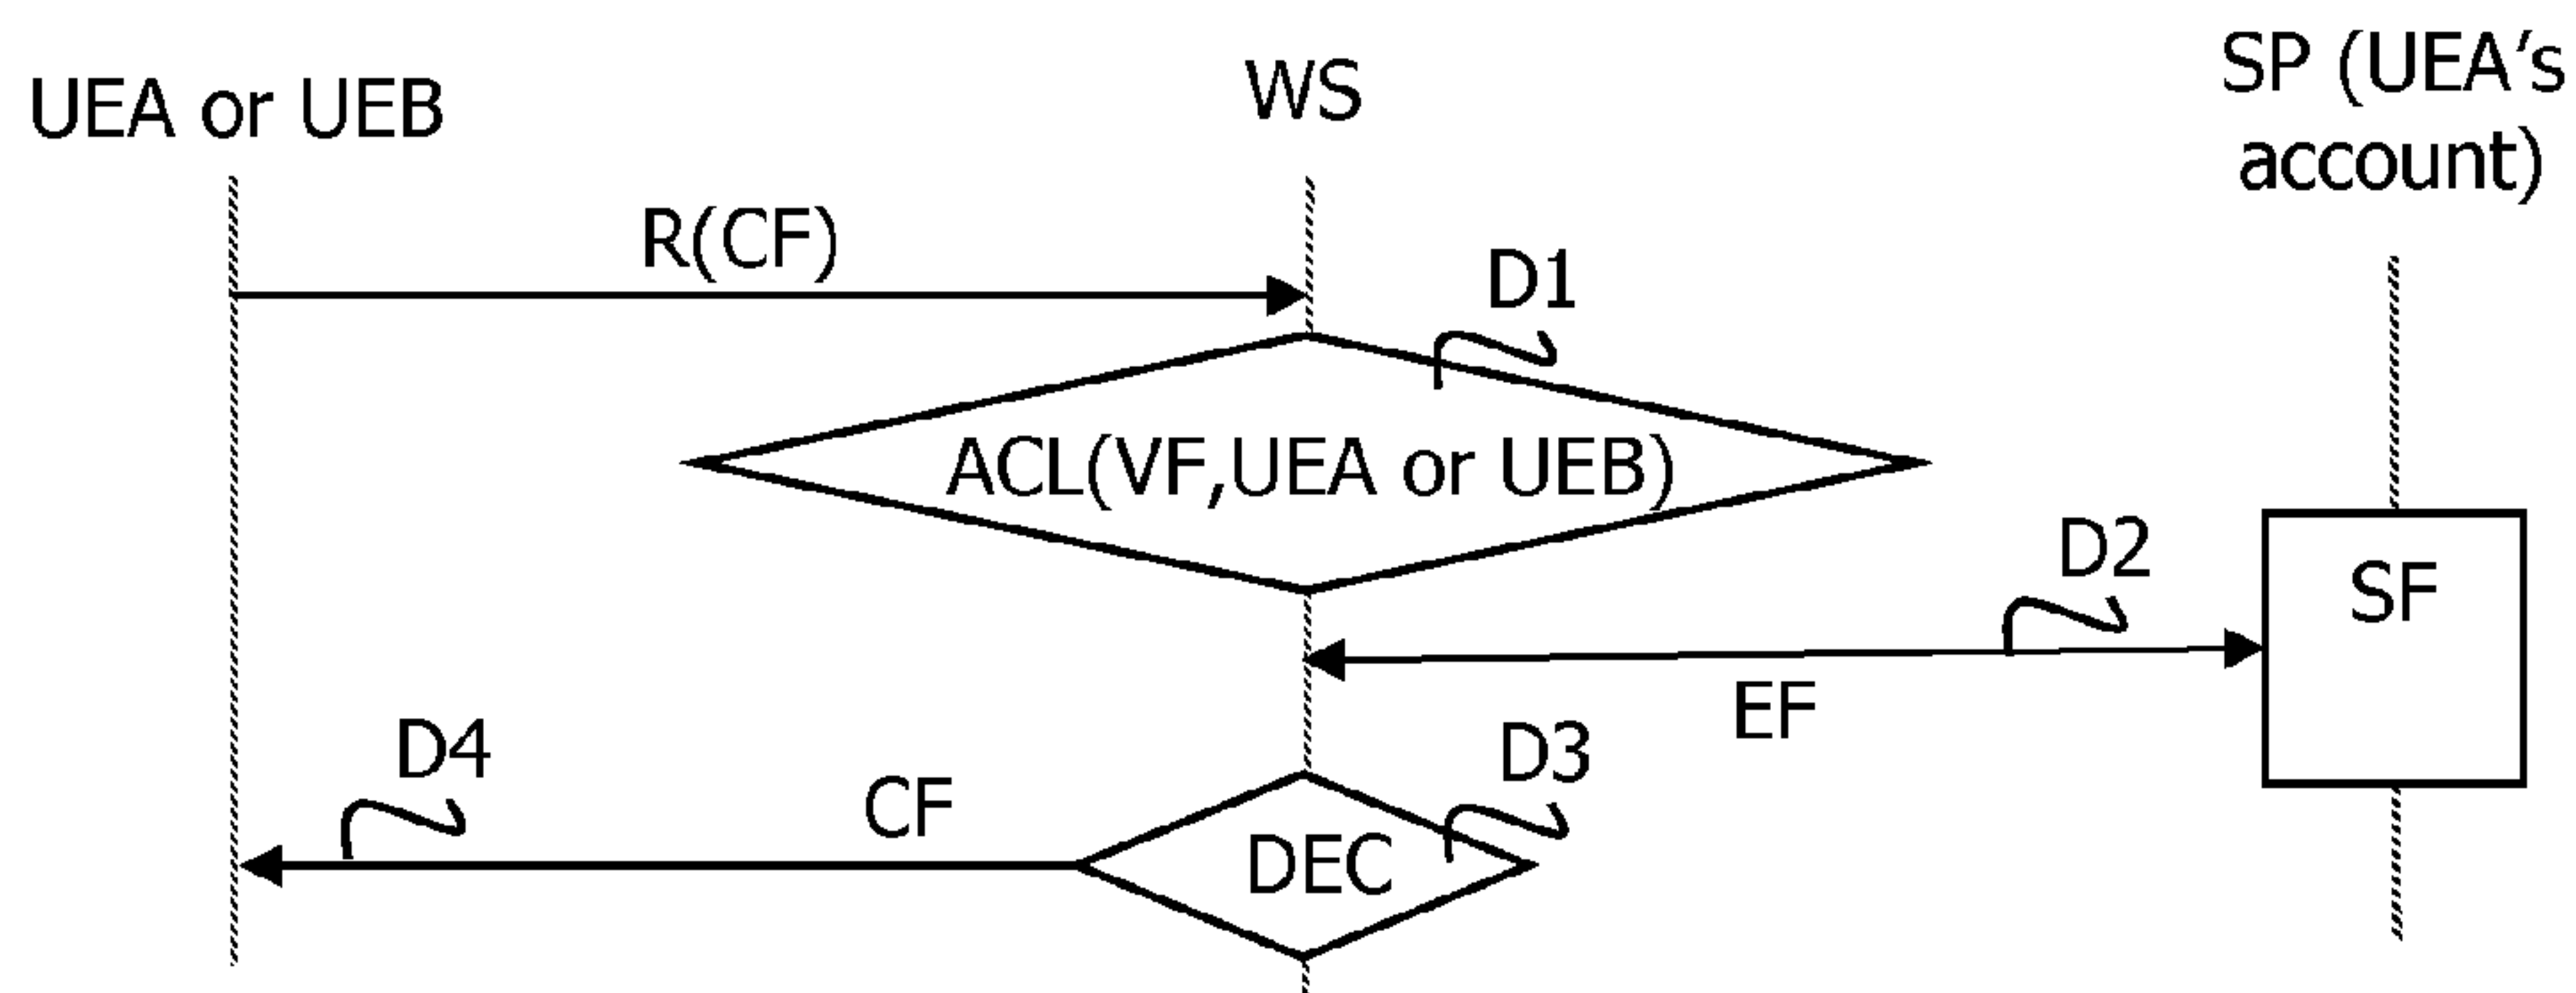 UEA or UEB
WS
SP (UEA's
account)
R(CF)
D1
ACL(VF,UEA or UEB)
D2
SF
EF
D4
CF
D3
DEC